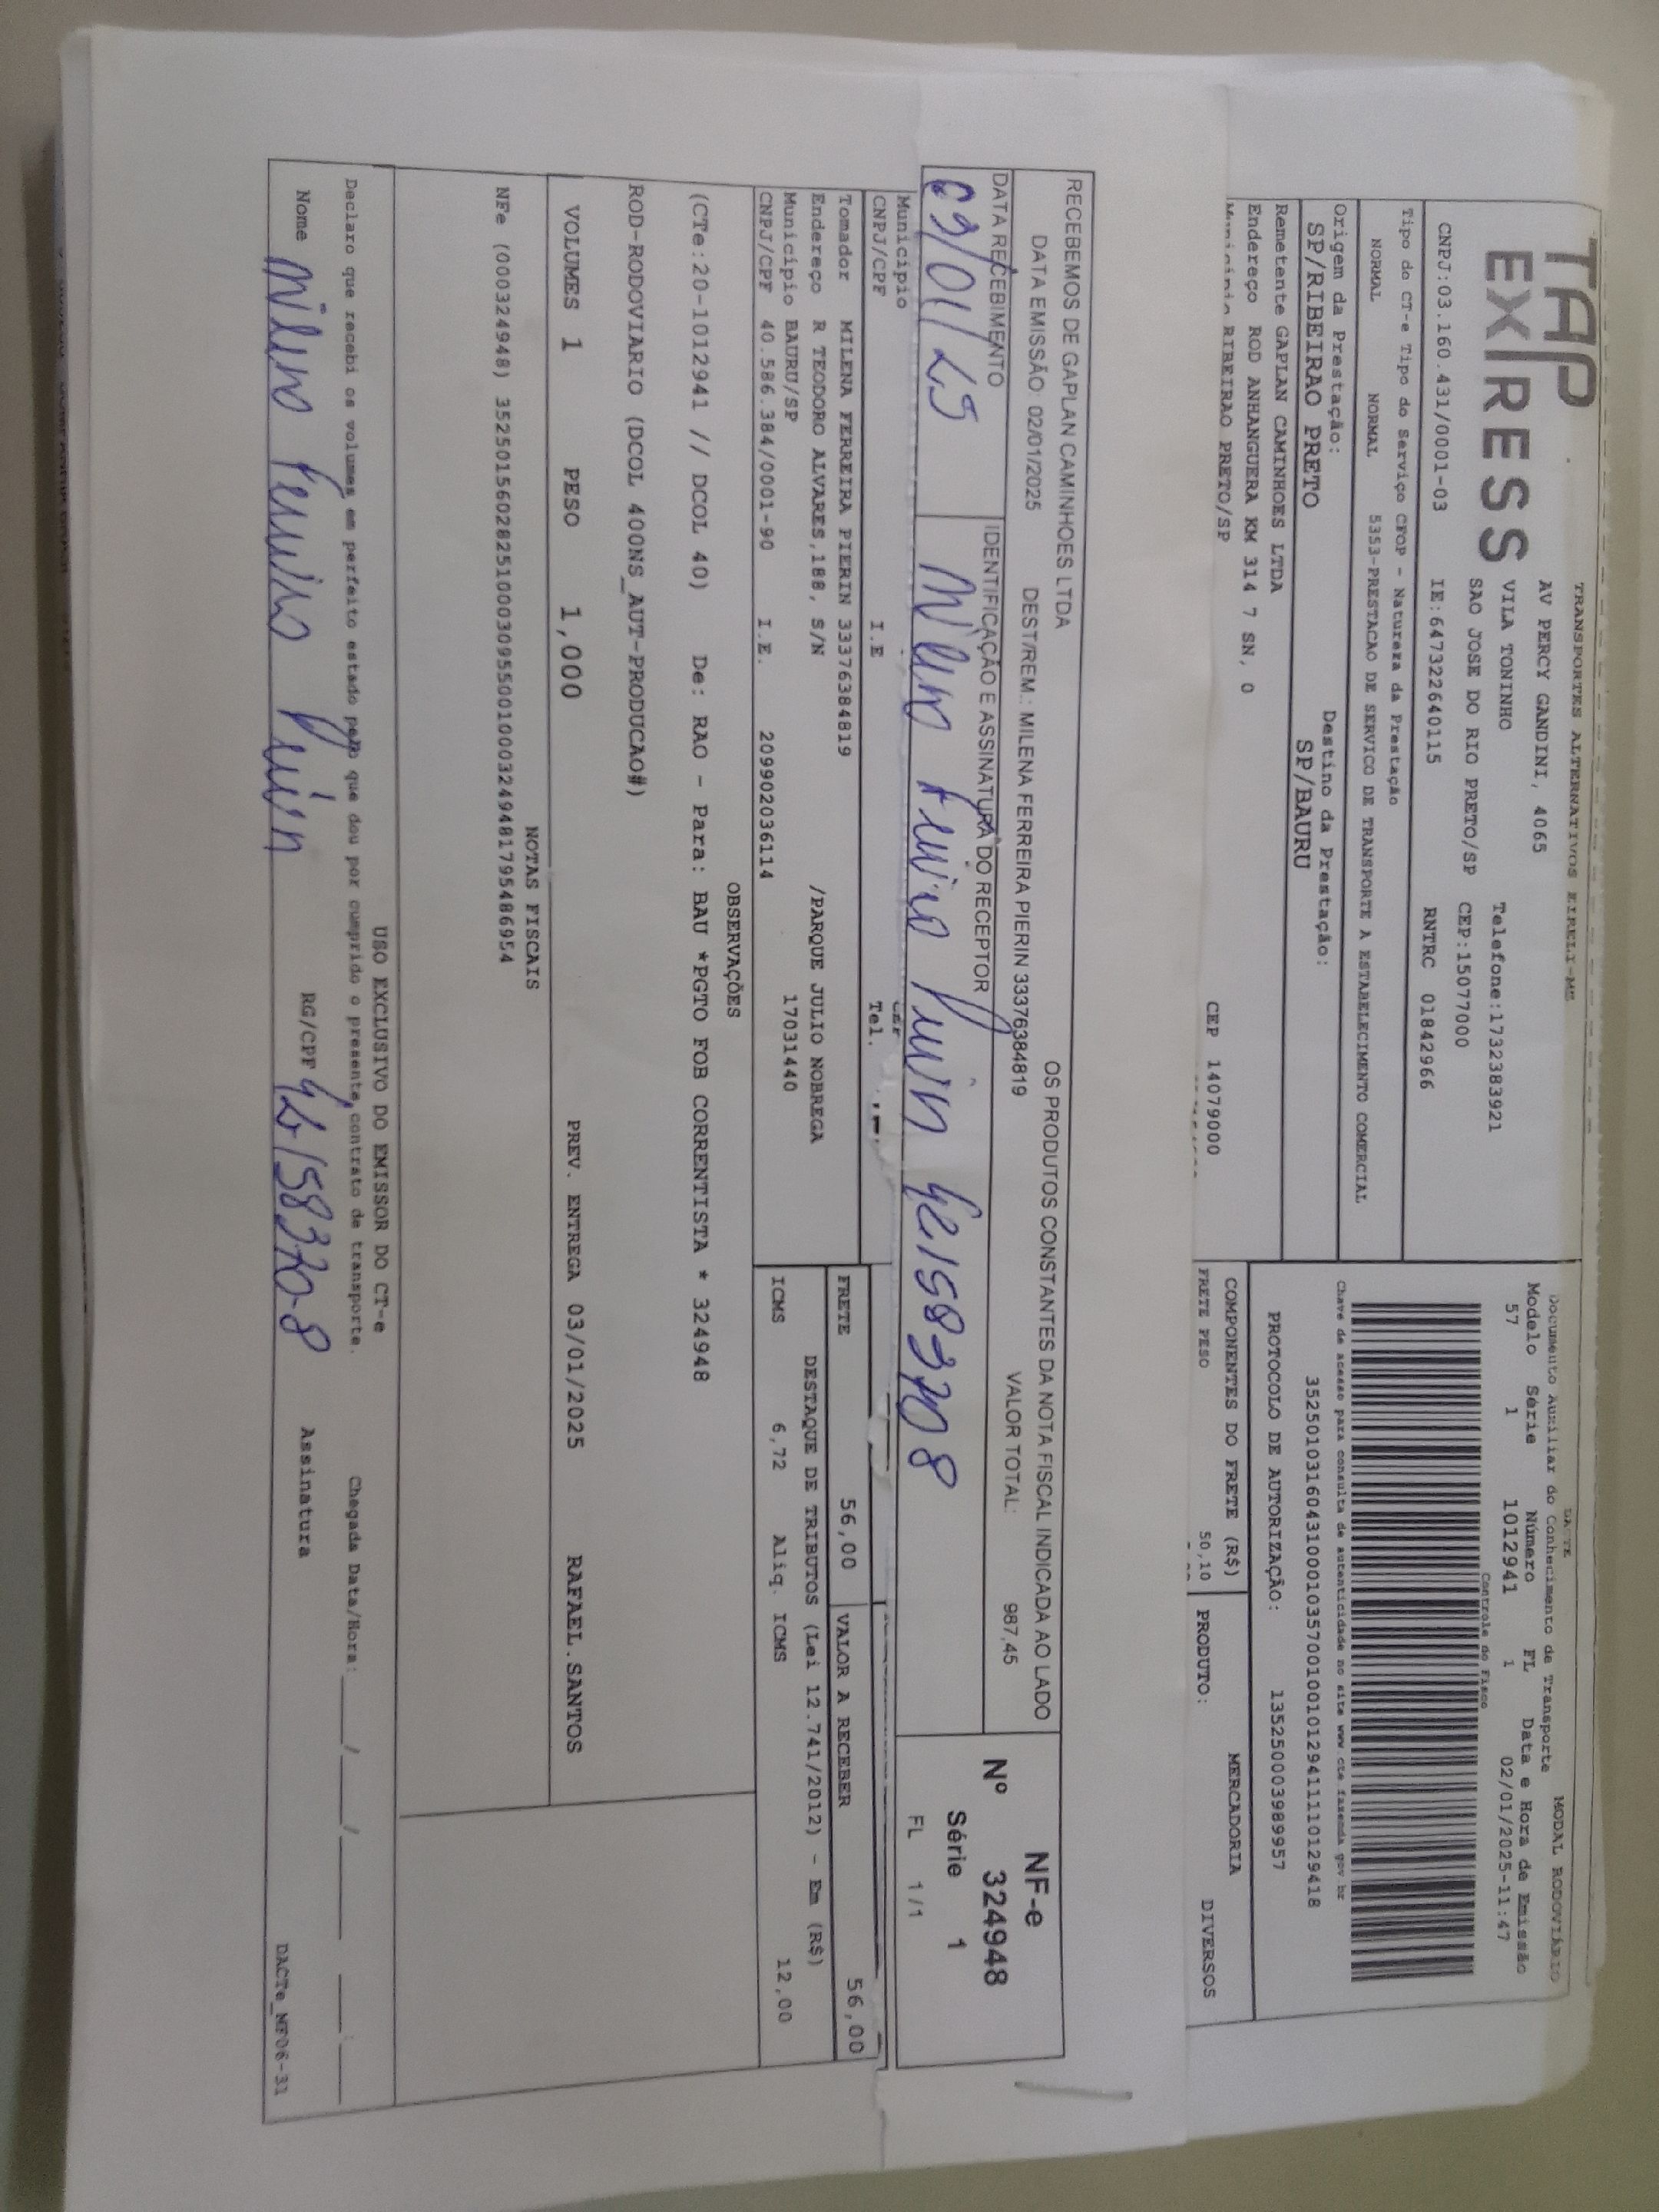 TAP
EXPRESS
TRANSPORTES ALTERNATIVOS EIRELI-ME
AV PERCY GANDINI, 4065
VILA TONINHO Telefone:1732383921
SAO JOSE DO RIO PRETO/SP CEP:15077000
CNPJ:03.160.431/0001-03 IE:647322640115 RNTRC 01842966
Tipo do CT-e Tipo do Serviço CFOP - Natureza da Prestação
NORMAL NORMAL 5353-PRESTACAO DE SERVICO DE TRANSPORTE A ESTABELECIMENTO COMERCIAL
Origem da Prestação: Destino da Prestação:
SP/RIBEIRAO PRETO SP/BAURU
Remetente GAPLAN CAMINHOES LTDA
Endereço ROD ANHANGUERA KM 314 7 SN, 0
Município RIBEIRAO PRETO/SP CEP 14079000
DACTE MODAL RODOVIÁRIO
Documento Auxiliar do Conhecimento de Transporte
Modelo Série Número FL Data e Hora de Emissão
57 1 1012941 1 02/01/2025-11:47
Controle do Fisco
Chave de acesso para consulta de autenticidade no site www cte fazenda gov br
35250103160431000103570010010129411110129418
PROTOCOLO DE AUTORIZAÇÃO: 135250003989957
COMPONENTES DO FRETE (R$) MERCADORIA
FRETE PESO 50,10 PRODUTO: DIVERSOS
RECEBEMOS DE GAPLAN CAMINHOES LTDA OS PRODUTOS CONSTANTES DA NOTA FISCAL INDICADA AO LADO
DATA EMISSÃO: 02/01/2025 DEST/REM.: MILENA FERREIRA PIERIN 33376384819 VALOR TOTAL: 987,45
DATA RECEBIMENTO IDENTIFICAÇÃO E ASSINATURA DO RECEPTOR
03/01/25 Milena Ferreira Pierin 421583708
NF-e
Nº 324948
Série 1
FL 1/1
Município
CNPJ/CPF I.E Tel.
Tomador MILENA FERREIRA PIERIN 33376384819
Endereço R TEODORO ALVARES,188, S/N /PARQUE JULIO NOBREGA
Município BAURU/SP 17031440
CNPJ/CPF 40.586.384/0001-90 I.E. 209902036114
FRETE 56,00 VALOR A RECEBER 56,00
DESTAQUE DE TRIBUTOS (Lei 12.741/2012) - Em (R$)
ICMS 6,72 Aliq. ICMS 12,00
OBSERVAÇÕES
(CTe:20-1012941 // DCOL 40) De: RAO - Para: BAU *PGTO FOB CORRENTISTA * 324948
ROD-RODOVIARIO (DCOL 400NS_AUT-PRODUCAO#)
VOLUMES 1 PESO 1,000 PREV. ENTREGA 03/01/2025 RAFAEL.SANTOS
NOTAS FISCAIS
NFe (000324948) 35250156028251000309550010003249481795486954
USO EXCLUSIVO DO EMISSOR DO CT-e
Declaro que recebi os volumes em perfeito estado pelo que dou por cumprido o presente contrato de transporte. Chegada Data/Hora:___/___/_____ ___:___
Nome Milena Ferreira Pierin RG/CPF 42158370-8 Assinatura
DACTe_NF06-31